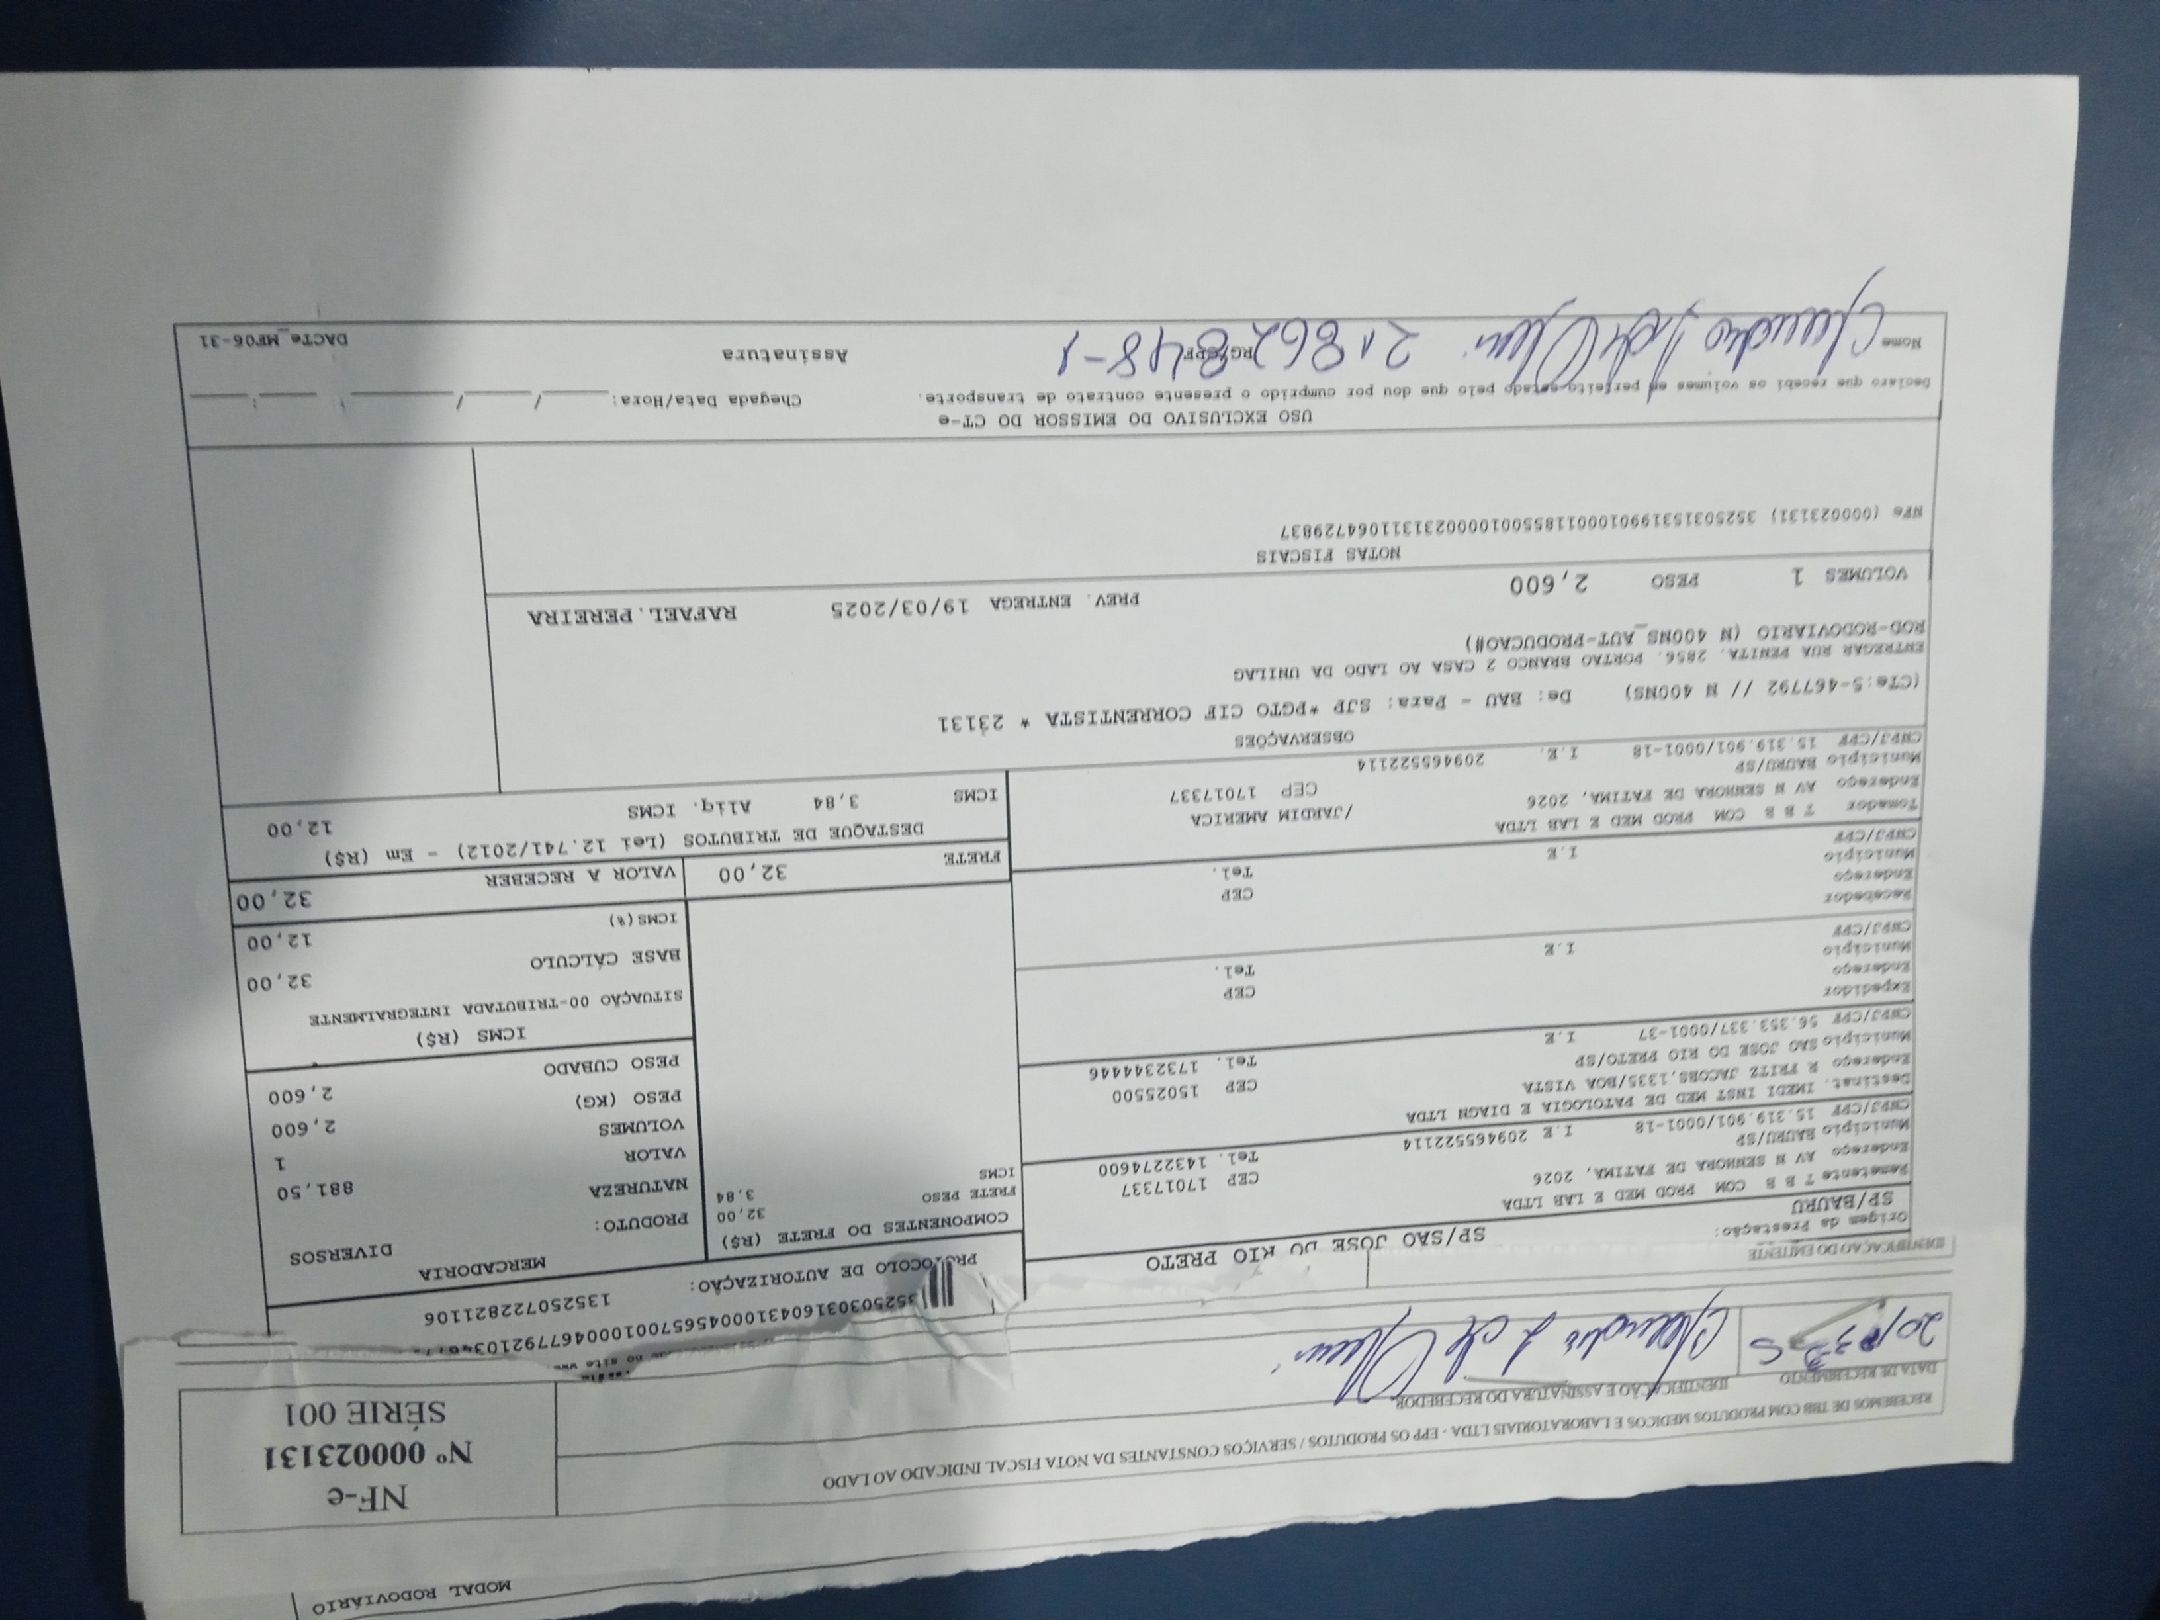 MODAL RODOVIÁRIO
NF-e
Nº 000023131
SÉRIE 001
RECEBEMOS DE TBB COM PRODUTOS MEDICOS E LABORATORIAIS LTDA - EPP OS PRODUTOS / SERVIÇOS CONSTANTES DA NOTA FISCAL INDICADO AO LADO
DATA DE RECEBIMENTO
IDENTIFICAÇÃO E ASSINATURA DO RECEBEDOR
IDENTIFICAÇÃO DO EMITENTE
PROTOCOLO DE AUTORIZAÇÃO:
135250722821106
Origem da Prestação:
SP/BAURU
SP/SAO JOSE DO RIO PRETO
Remetente T B B COM PROD MED E LAB LTDA
Endereço AV N SENHORA DE FATIMA, 2026
CEP 17017337
Município BAURU/SP
Tel. 1432274600
CNPJ/CPF 15.319.901/0001-18 I.E 209465522114
Destinat. IMEDI INST MED DE PATOLOGIA E DIAGN LTDA
Endereço R FRITZ JACOBS,1335/BOA VISTA
CEP 15025500
Município SAO JOSE DO RIO PRETO/SP
Tel. 1732344446
CNPJ/CPF 56.353.337/0001-37 I.E
Expedidor
Endereço CEP
Município Tel.
CNPJ/CPF I.E
Recebedor
Endereço CEP
Município Tel.
CNPJ/CPF I.E
Tomador T B B COM PROD MED E LAB LTDA
Endereço AV N SENHORA DE FATIMA, 2026 /JARDIM AMERICA
Município BAURU/SP CEP 17017337
CNPJ/CPF 15.319.901/0001-18 I.E. 209465522114
COMPONENTES DO FRETE (R$)
FRETE PESO 32,00
ICMS 3,84
MERCADORIA
PRODUTO: DIVERSOS
NATUREZA
VALOR 881,50
VOLUMES 1
PESO (KG) 2,600
PESO CUBADO 2,600
ICMS (R$)
SITUAÇÃO 00-TRIBUTADA INTEGRALMENTE
BASE CÁLCULO 32,00
ICMS(%) 12,00
FRETE 32,00
VALOR A RECEBER 32,00
DESTAQUE DE TRIBUTOS (Lei 12.741/2012) - Em (R$)
ICMS 3,84 Alíq. ICMS 12,00
OBSERVAÇÕES
(CTe:5-467792 // N 400NS) De: BAU - Para: SJP *PGTO CIF CORRENTISTA * 23131
ENTREGAR RUA PENITA, 2856. PORTAO BRANCO 2 CASA AO LADO DA UNILAG
ROD-RODOVIARIO (N 400NS_AUT-PRODUCAO#)
PREV. ENTREGA 19/03/2025 RAFAEL.PEREIRA
VOLUMES 1 PESO 2,600
NOTAS FISCAIS
NFe (000023131) 35250315319901000118550010000231311064729837
USO EXCLUSIVO DO EMISSOR DO CT-e
Declaro que recebi os volumes em perfeito estado pelo que dou por cumprido o presente contrato de transporte.
Chegada Data/Hora: / / :
Nome
RG/CPF
21862848-1
Assinatura
DACTe_MF06-31